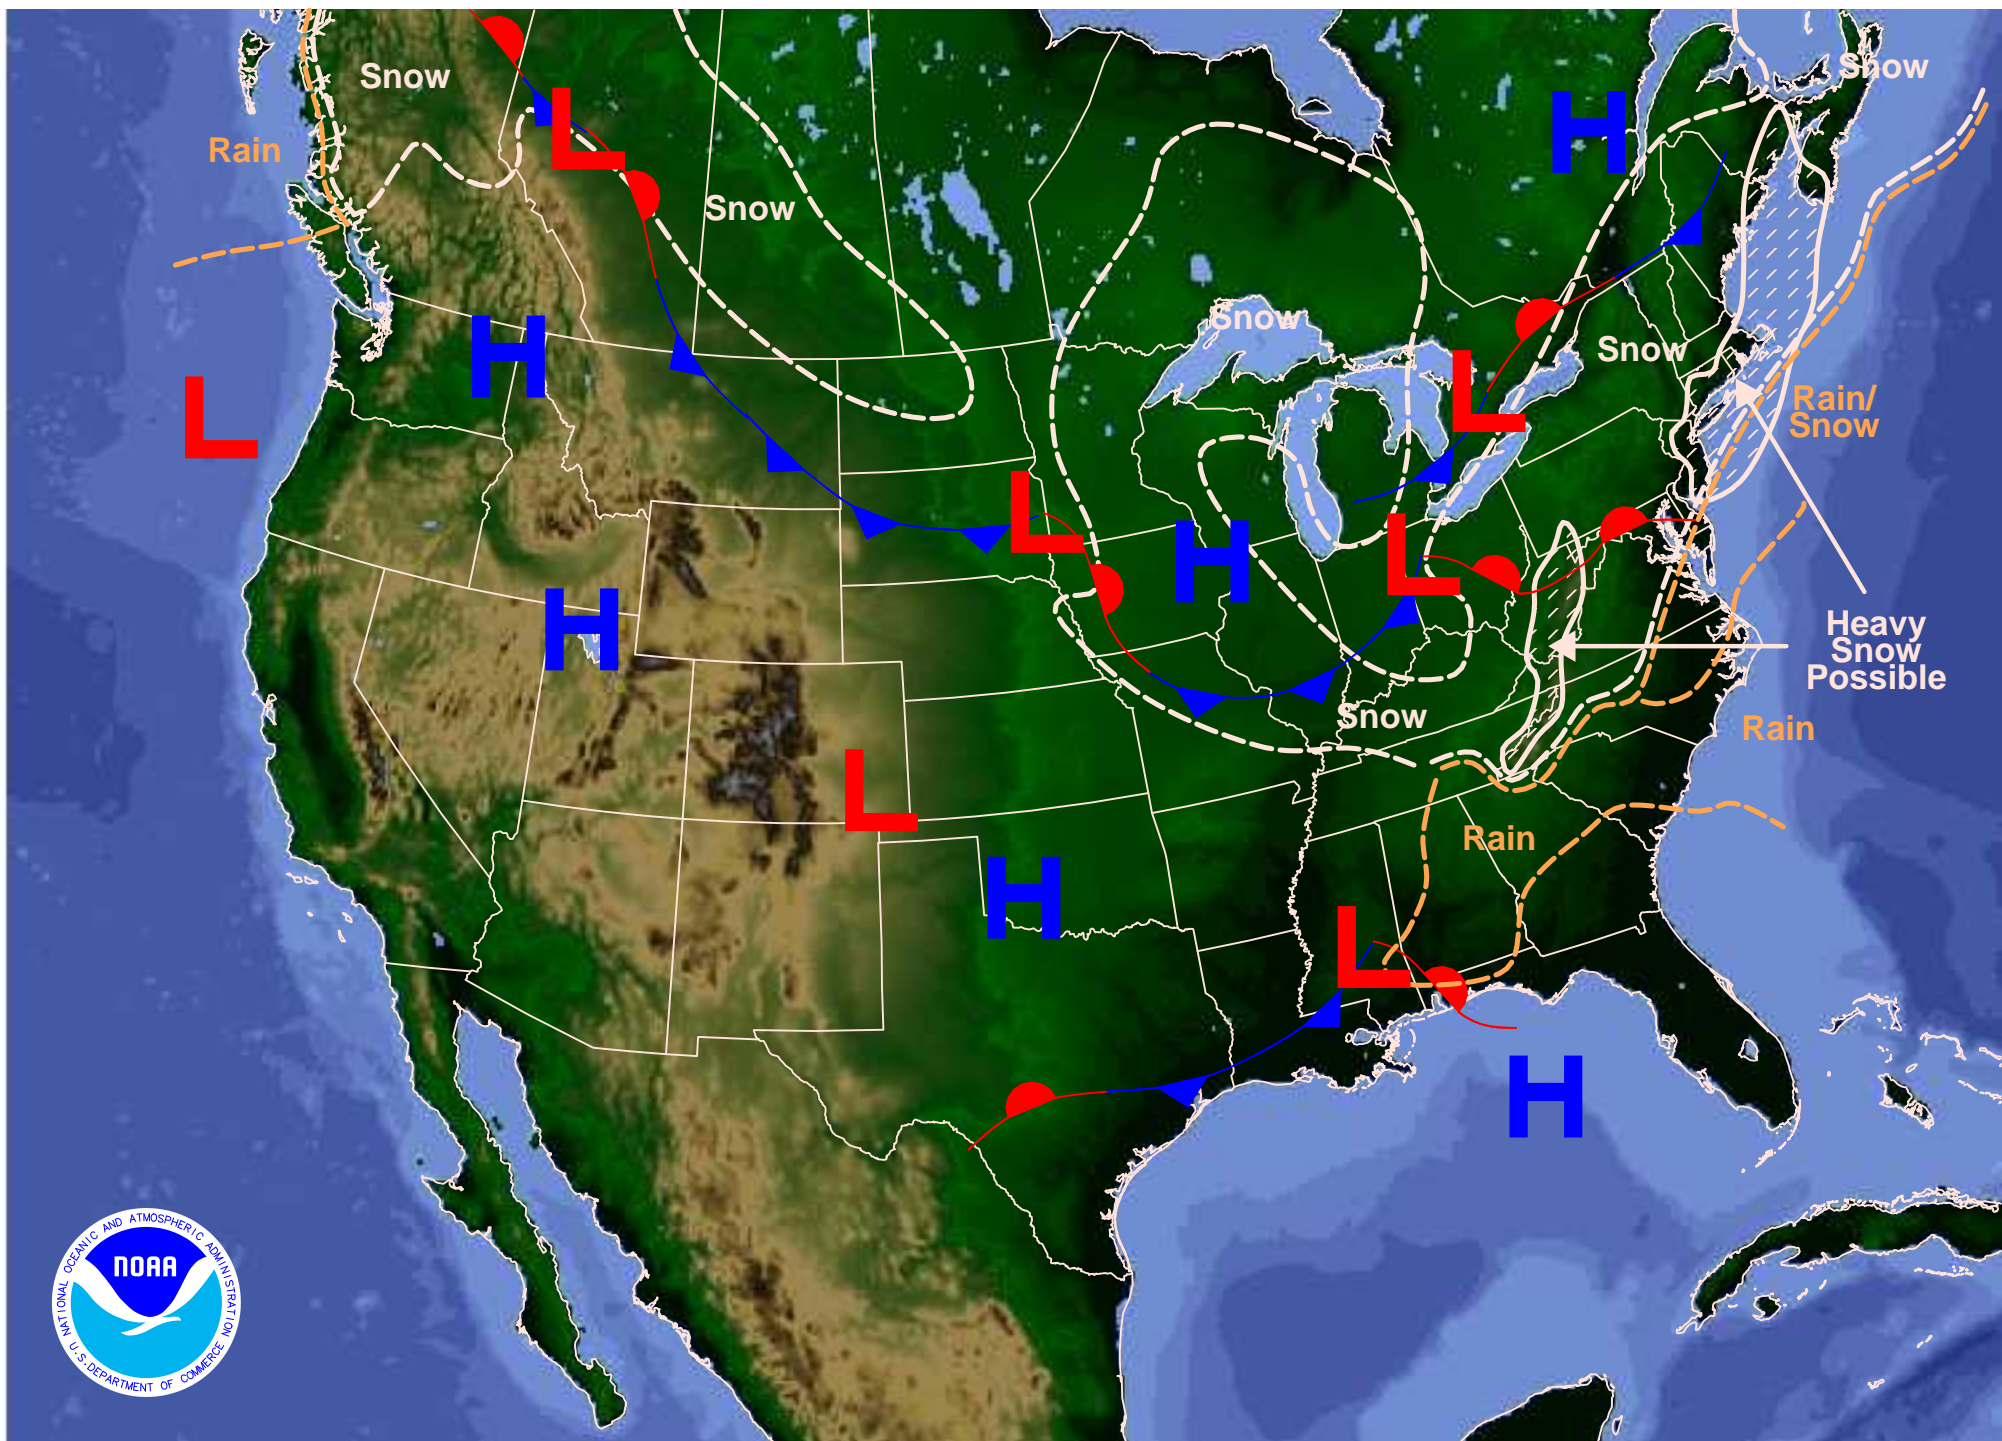 Snow
Snow
H
L
Rain
Snow
Snow
H
Snow
L
L
Rain/
Snow
L
L
H
H
Heavy
Snow
Possible
H
Snow
Rain
L
Rain
H
L
H
NATIONAL OCEANIC AND ATMOSPHERIC ADMINISTRATION
NOAA
U.S. DEPARTMENT OF COMMERCE